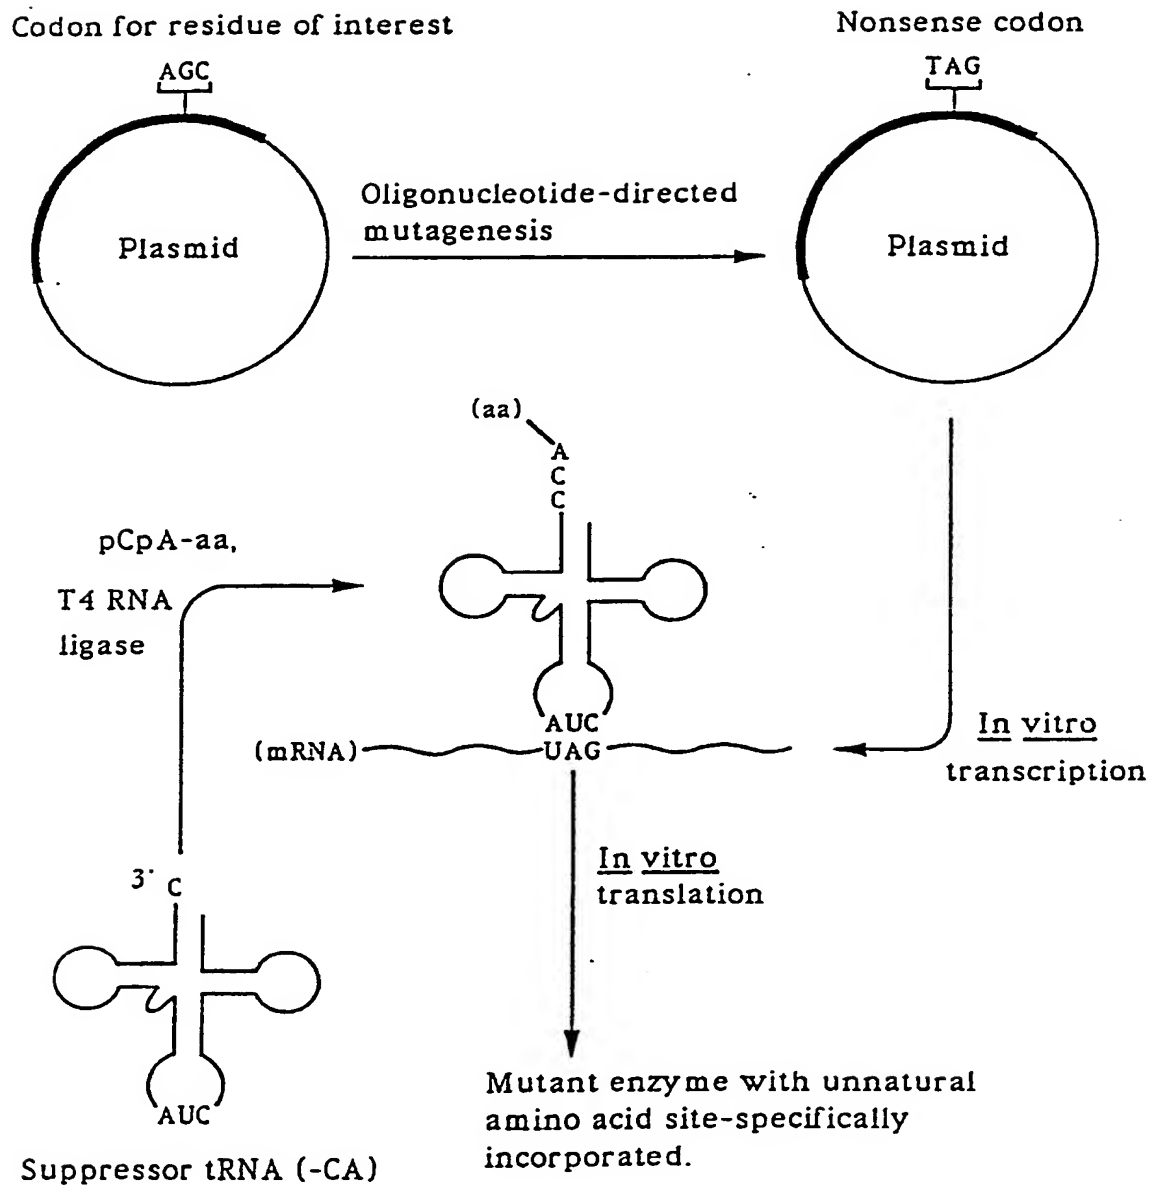 Codon for residue of interest
AGC
Plasmid
Oligonucleotide-directed
mutagenesis
Nonsense codon
TAG
Plasmid
(aa)
A
C
C
pCpA-aa,
T4 RNA
ligase
AUC
(mRNA)
UAG
In vitro
transcription
In vitro
translation
3' C
AUC
Suppressor tRNA (-CA)
Mutant enzyme with unnatural
amino acid site-specifically
incorporated.